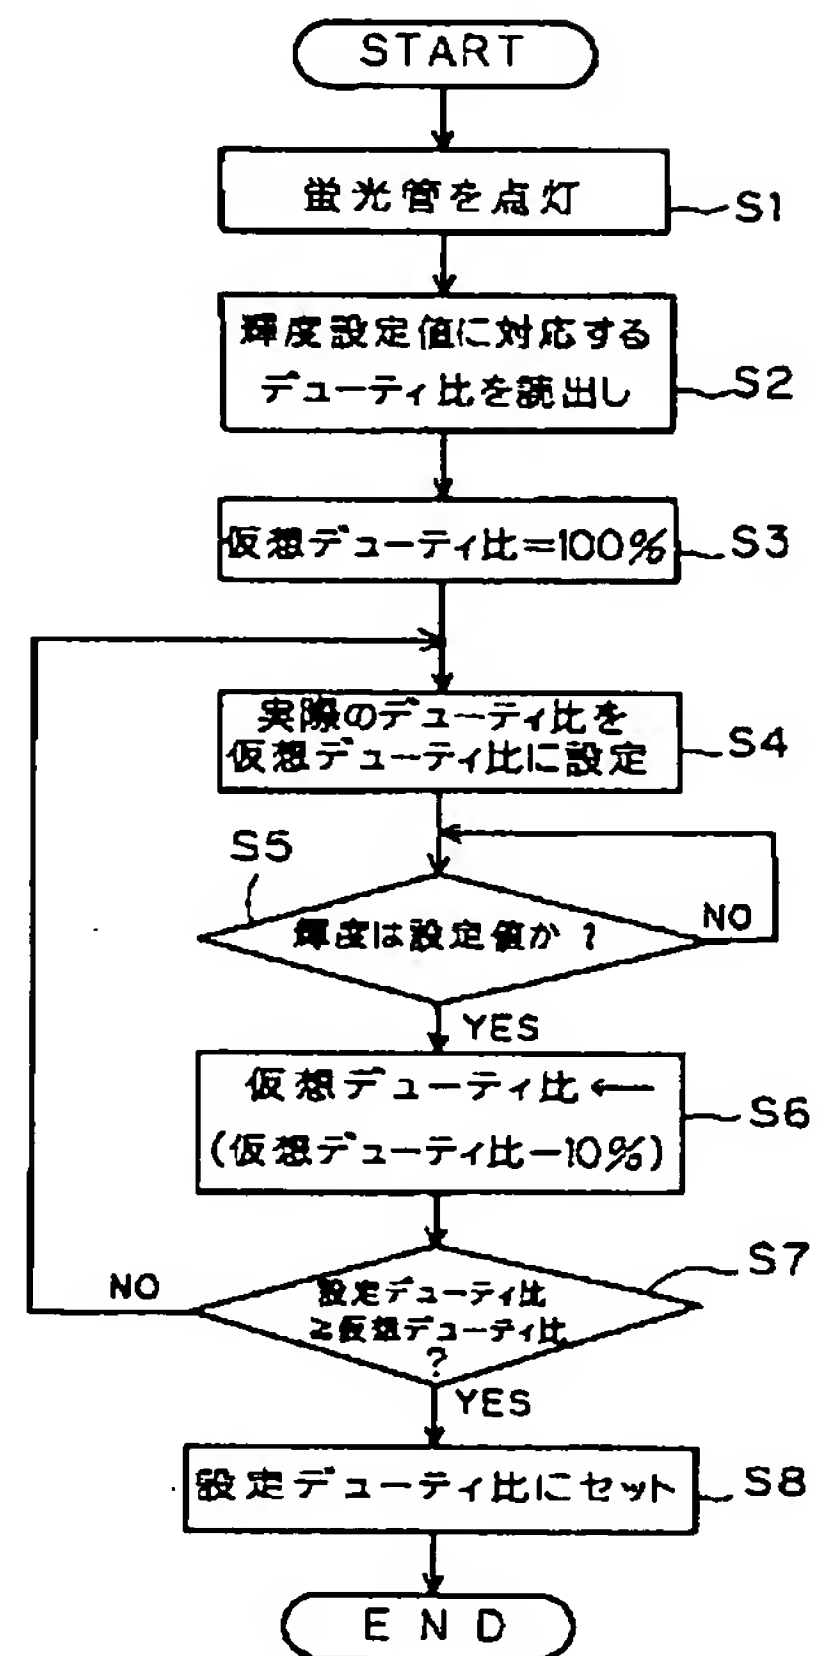 START
蛍光管を点灯
S1
輝度設定値に対応する
デューティ比を読出し
S2
仮想デューティ比=100%
S3
実際のデューティ比を
仮想デューティ比に設定
S4
S5
輝度は設定値か?
NO
YES
仮想デューティ比←
(仮想デューティ比-10%)
S6
S7
設定デューティ比
≥仮想デューティ比
?
NO
YES
設定デューティ比にセット
S8
END